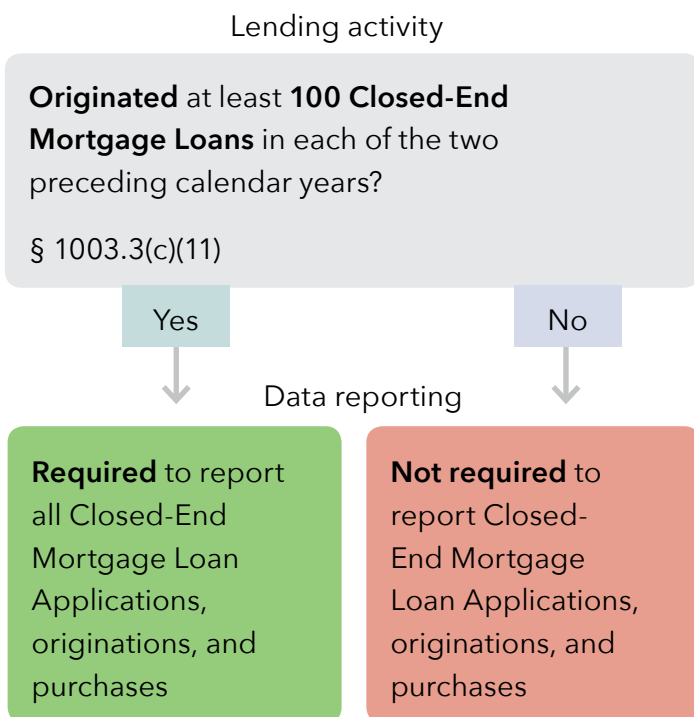 Lending activity
Originated at least 100 Closed-End
Mortgage Loans in each of the two
preceding calendar years?
§ 1003.3(c)(11)
Yes
No
Data reporting
Required to report
all Closed-End
Mortgage Loan
Applications,
originations, and
purchases
Not required to
report Closed-
End Mortgage
Loan Applications,
originations, and
purchases